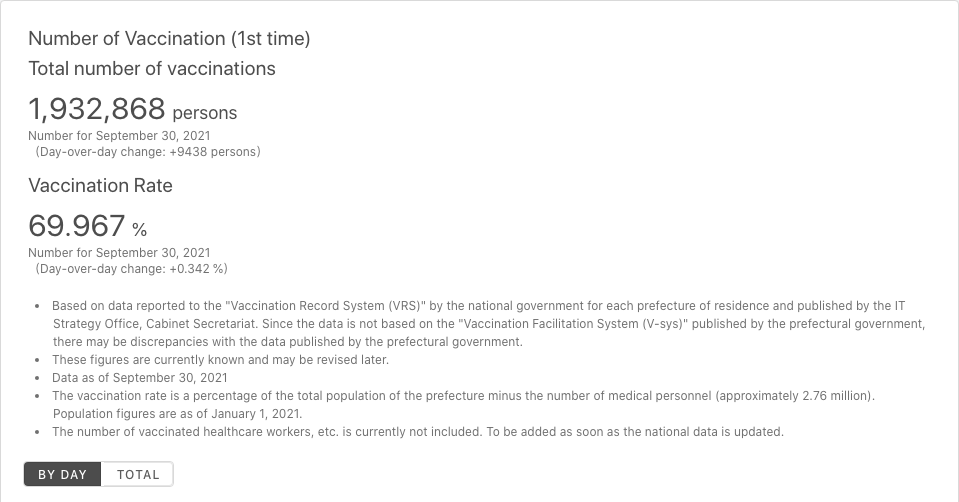 Number of Vaccination (1st time)
Total number of vaccinations
1,932,868 persons
Number for September 30, 2021
(Day-over-day change: +9438 persons)
Vaccination Rate
69.967 %
Number for September 30, 2021
(Day-over-day change: +0.342 %)
• Based on data reported to the "Vaccination Record System (VRS)" by the national government for each prefecture of residence and published by the IT
Strategy Office, Cabinet Secretariat. Since the data is not based on the "Vaccination Facilitation System (V-sys)" published by the prefectural government,
there may be discrepancies with the data published by the prefectural government.
• These figures are currently known and may be revised later.
• Data as of September 30, 2021
• The vaccination rate is a percentage of the total population of the prefecture minus the number of medical personnel (approximately 2.76 million).
Population figures are as of January 1, 2021.
• The number of vaccinated healthcare workers, etc. is currently not included. To be added as soon as the national data is updated.
BY DAY TOTAL